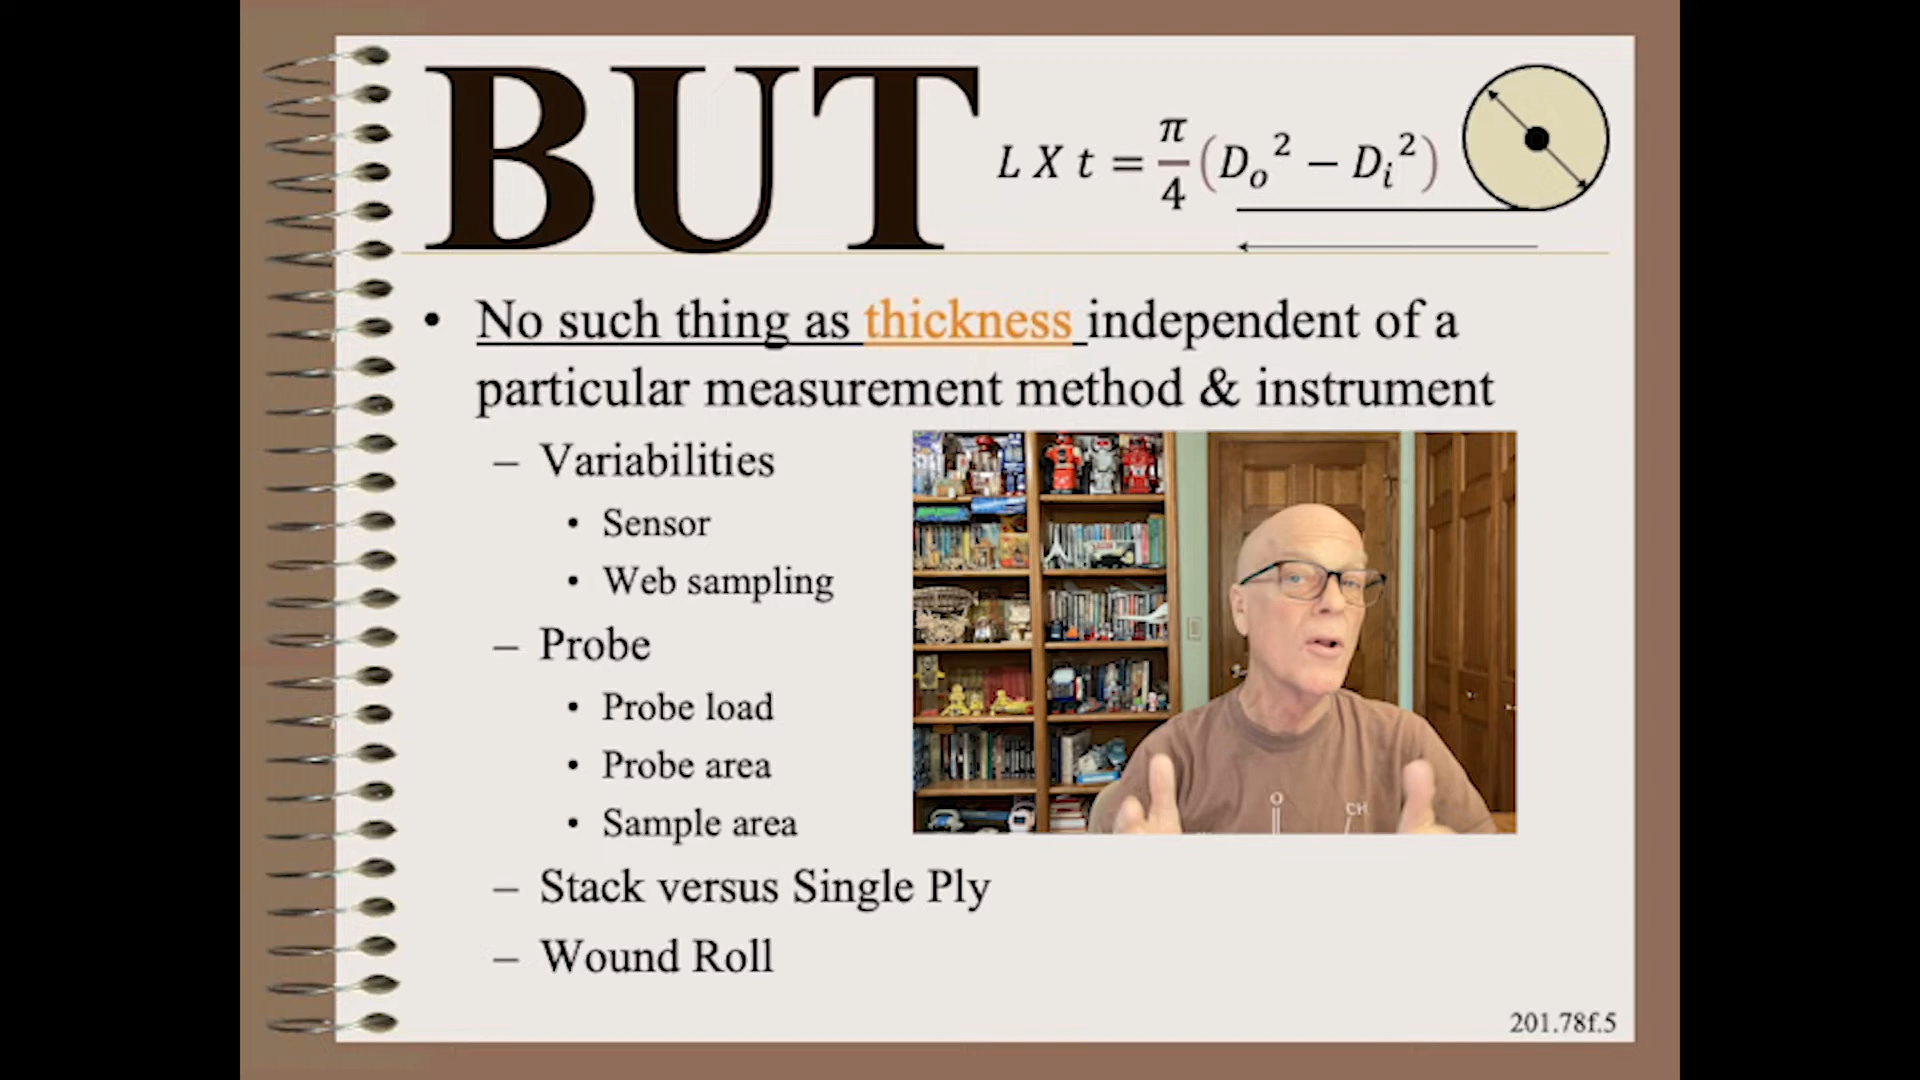 BUT
L X t = π/4 (Dₒ² − Dᵢ²)
• No such thing as thickness independent of a
particular measurement method & instrument
– Variabilities
• Sensor
• Web sampling
– Probe
• Probe load
• Probe area
• Sample area
– Stack versus Single Ply
– Wound Roll
O
CH
201.78f.5